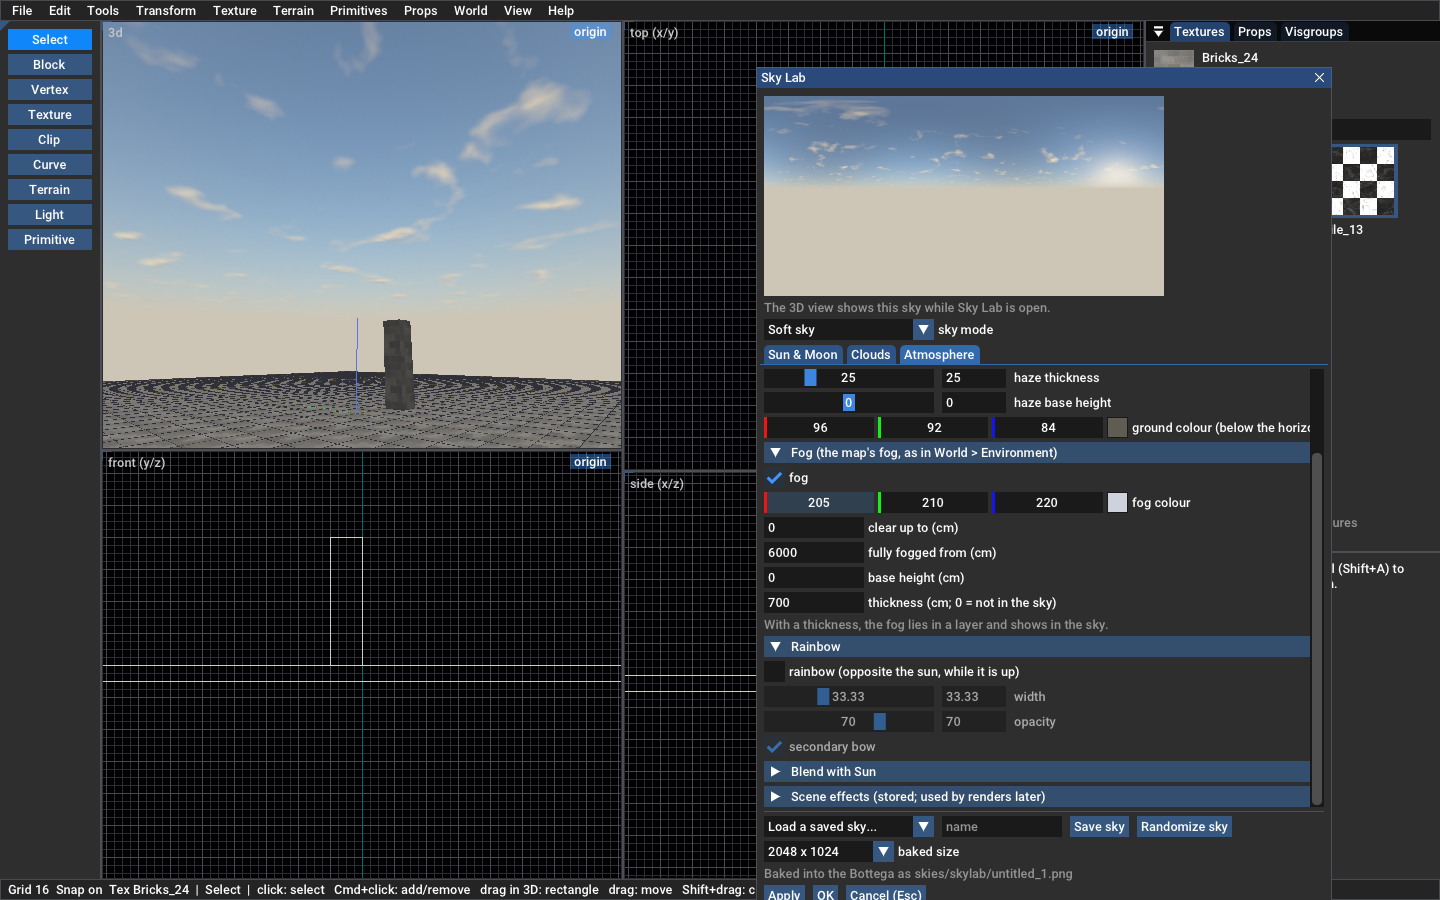 File Edit Tools Transform Texture Terrain Primitives Props World View Help
Select
Block
Vertex
Texture
Clip
Curve
Terrain
Light
Primitive
3d origin
top (x/y) origin
front (y/z) origin
side (x/z)
Textures Props Visgroups
Bricks_24
ile_13
ures
l (Shift+A) to
Sky Lab
The 3D view shows this sky while Sky Lab is open.
Soft sky sky mode
Sun & Moon Clouds Atmosphere
25 25 haze thickness
0 0 haze base height
96 92 84 ground colour (below the horizo
Fog (the map's fog, as in World > Environment)
fog
205 210 220 fog colour
0 clear up to (cm)
6000 fully fogged from (cm)
0 base height (cm)
700 thickness (cm; 0 = not in the sky)
With a thickness, the fog lies in a layer and shows in the sky.
Rainbow
rainbow (opposite the sun, while it is up)
33.33 33.33 width
70 70 opacity
secondary bow
Blend with Sun
Scene effects (stored; used by renders later)
Load a saved sky... name Save sky Randomize sky
2048 x 1024 baked size
Baked into the Bottega as skies/skylab/untitled_1.png
Apply OK Cancel (Esc)
Grid 16 Snap on Tex Bricks_24 | Select | click: select Cmd+click: add/remove drag in 3D: rectangle drag: move Shift+drag: c